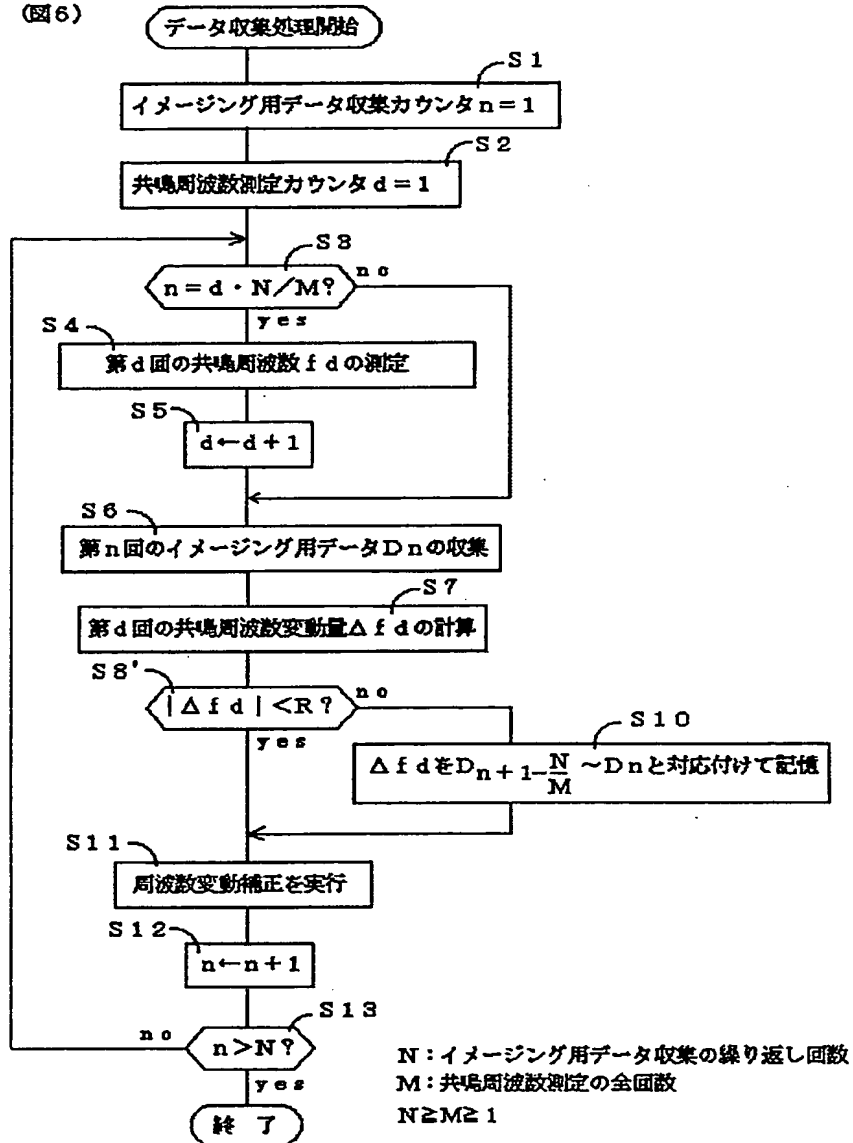 (図6)
データ収集処理開始
S1
イメージング用データ収集カウンタn=1
S2
共鳴周波数測定カウンタd=1
S3
n=d・N/M?
no
yes
S4
第d回の共鳴周波数fdの測定
S5
d←d+1
S6
第n回のイメージング用データDnの収集
S7
第d回の共鳴周波数変動量△fdの計算
S8'
|△fd|<R?
no
yes
S10
△fdをDn+1-N/M~Dnと対応付けて記憶
S11
周波数変動補正を実行
S12
n←n+1
S13
no
n>N?
yes
終了
N:イメージング用データ収集の繰り返し回数
M:共鳴周波数測定の全回数
N≧M≧1